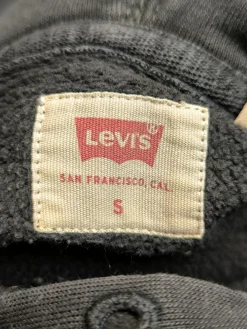 Levi's®
SAN FRANCISCO, CAL.
S